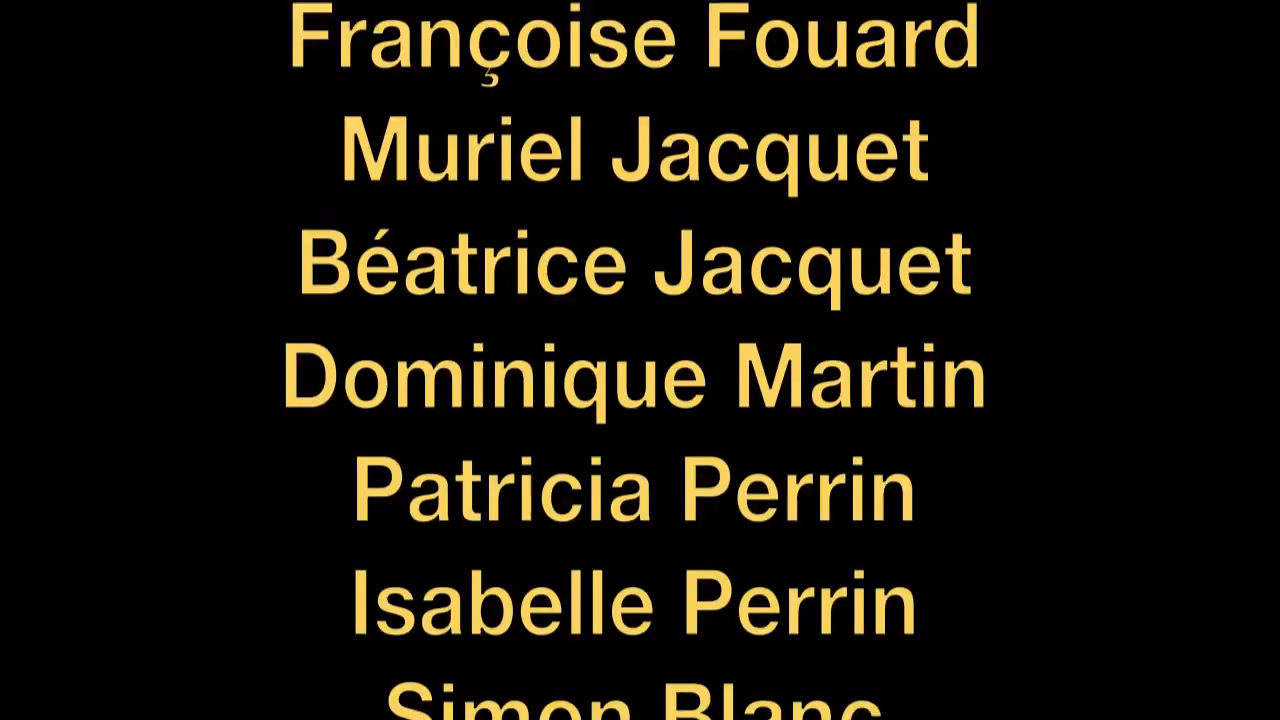 Françoise Fouard
Muriel Jacquet
Béatrice Jacquet
Dominique Martin
Patricia Perrin
Isabelle Perrin
Simon Blanc